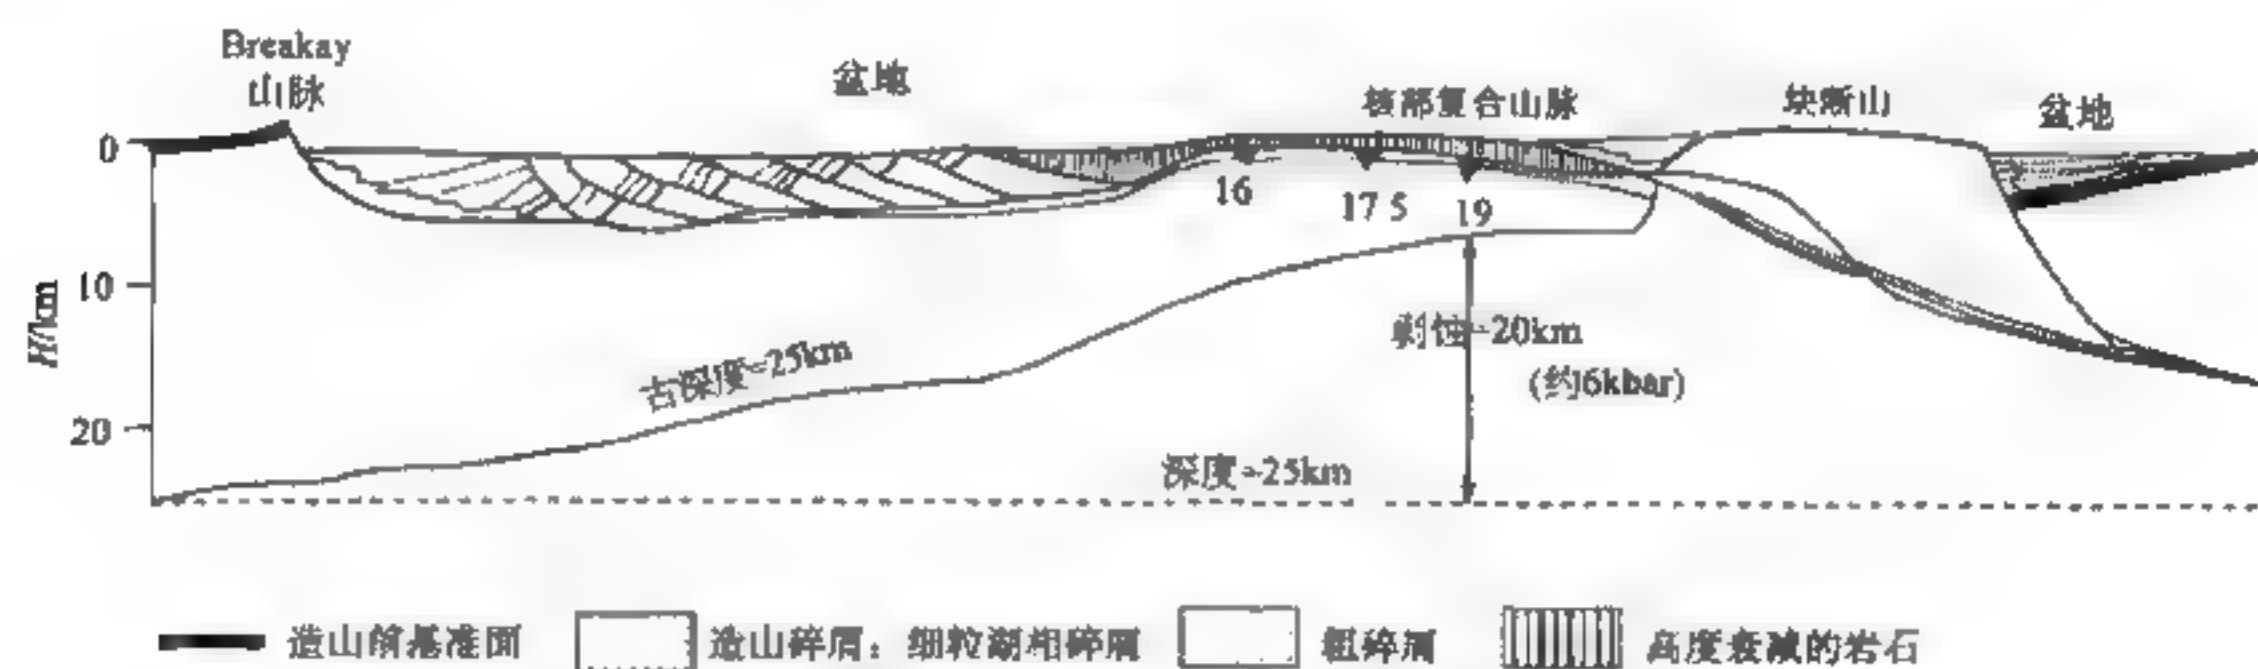 Breakay
山脉
盆地
核部复合山脉
块断山
盆地
0
16
17 5
19
10
H/km
剥蚀≈20km
古深度≈25km
(约6kbar)
20
深度≈25km
造山前基准面
造山碎屑：细粒湖相碎屑
粗碎屑
高度衰减的岩石